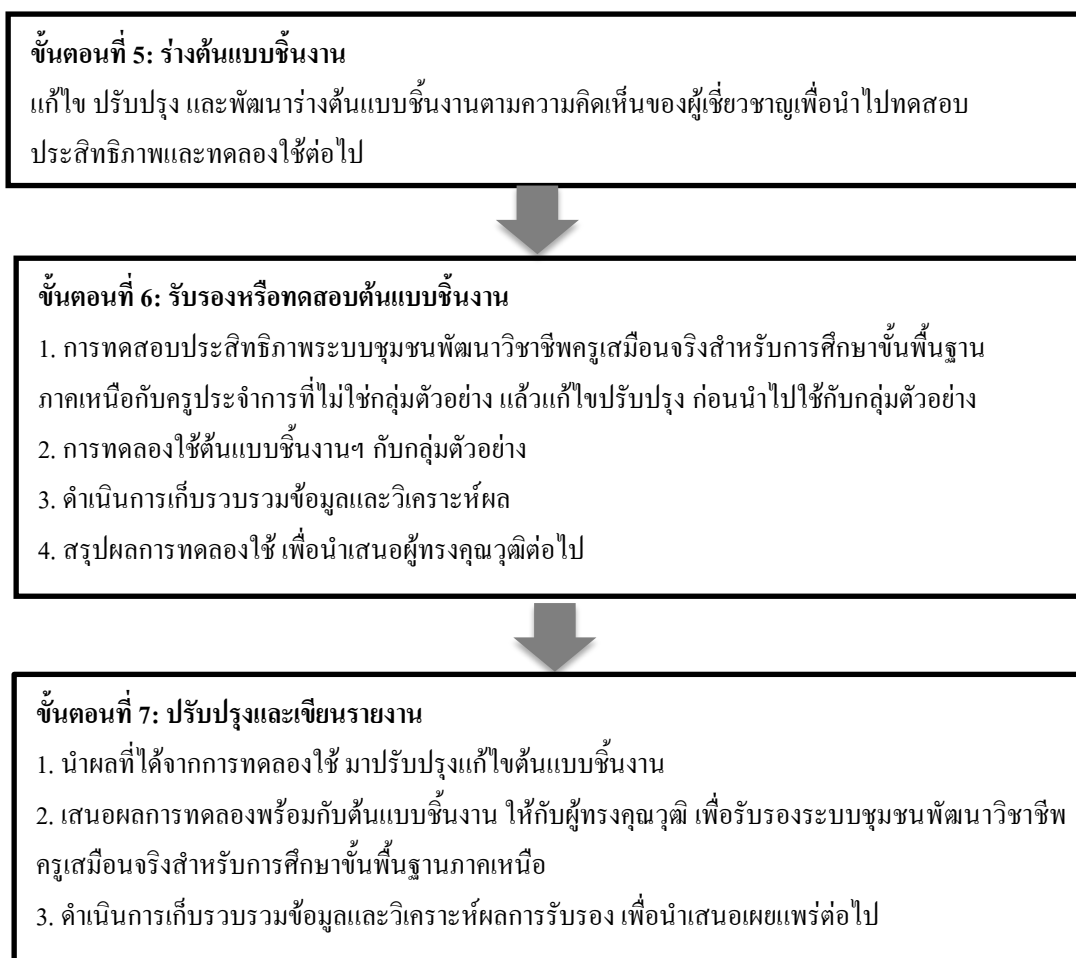 ขั้นตอนที่ 5: ร่างต้นแบบชิ้นงาน
แก้ไข ปรับปรุง และพัฒนาร่างต้นแบบชิ้นงานตามความคิดเห็นของผู้เชี่ยวชาญเพื่อนำไปทดสอบ
ประสิทธิภาพและทดลองใช้ต่อไป
ขั้นตอนที่ 6: รับรองหรือทดสอบต้นแบบชิ้นงาน
1. การทดสอบประสิทธิภาพระบบชุมชนพัฒนาวิชาชีพครูเสมือนจริงสำหรับการศึกษาขั้นพื้นฐาน
ภาคเหนือกับครูประจำการที่ไม่ใช่กลุ่มตัวอย่าง แล้วแก้ไขปรับปรุง ก่อนนำไปใช้กับกลุ่มตัวอย่าง
2. การทดลองใช้ต้นแบบชิ้นงานฯ กับกลุ่มตัวอย่าง
3. ดำเนินการเก็บรวบรวมข้อมูลและวิเคราะห์ผล
4. สรุปผลการทดลองใช้ เพื่อนำเสนอผู้ทรงคุณวุฒิต่อไป
ขั้นตอนที่ 7: ปรับปรุงและเขียนรายงาน
1. นำผลที่ได้จากการทดลองใช้ มาปรับปรุงแก้ไขต้นแบบชิ้นงาน
2. เสนอผลการทดลองพร้อมกับต้นแบบชิ้นงาน ให้กับผู้ทรงคุณวุฒิ เพื่อรับรองระบบชุมชนพัฒนาวิชาชีพ
ครูเสมือนจริงสำหรับการศึกษาขั้นพื้นฐานภาคเหนือ
3. ดำเนินการเก็บรวบรวมข้อมูลและวิเคราะห์ผลการรับรอง เพื่อนำเสนอเผยแพร่ต่อไป